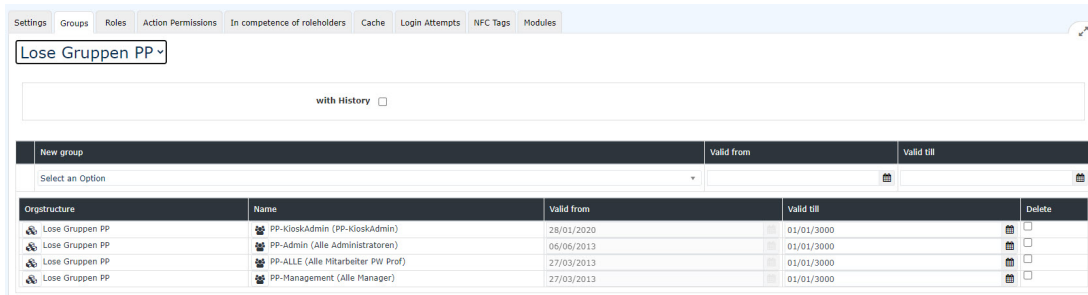 Settings Groups Roles Action Permissions In competence of roleholders Cache Login Attempts NFC Tags Modules
Lose Gruppen PP
with History
New group Valid from Valid till
Select an Option
Orgstructure Name Valid from Valid till Delete
Lose Gruppen PP PP-KioskAdmin (PP-KioskAdmin) 28/01/2020 01/01/3000
Lose Gruppen PP PP-Admin (Alle Administratoren) 06/06/2013 01/01/3000
Lose Gruppen PP PP-ALLE (Alle Mitarbeiter PW Prof) 27/03/2013 01/01/3000
Lose Gruppen PP PP-Management (Alle Manager) 27/03/2013 01/01/3000